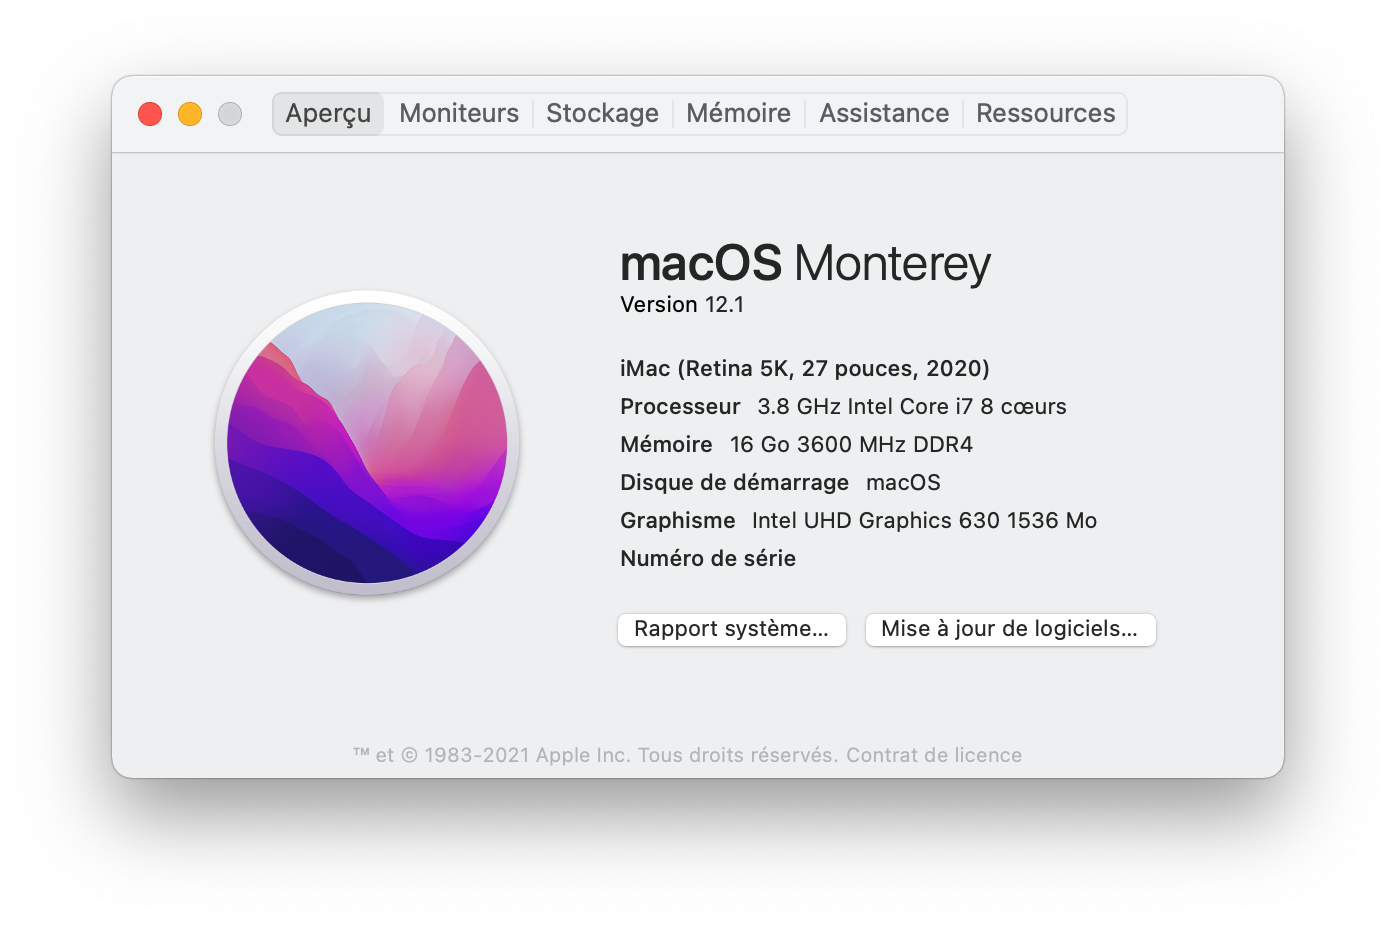 Aperçu Moniteurs Stockage Mémoire Assistance Ressources
macOS Monterey
Version 12.1
iMac (Retina 5K, 27 pouces, 2020)
Processeur 3.8 GHz Intel Core i7 8 cœurs
Mémoire 16 Go 3600 MHz DDR4
Disque de démarrage macOS
Graphisme Intel UHD Graphics 630 1536 Mo
Numéro de série
Rapport système... Mise à jour de logiciels...
™ et © 1983-2021 Apple Inc. Tous droits réservés. Contrat de licence